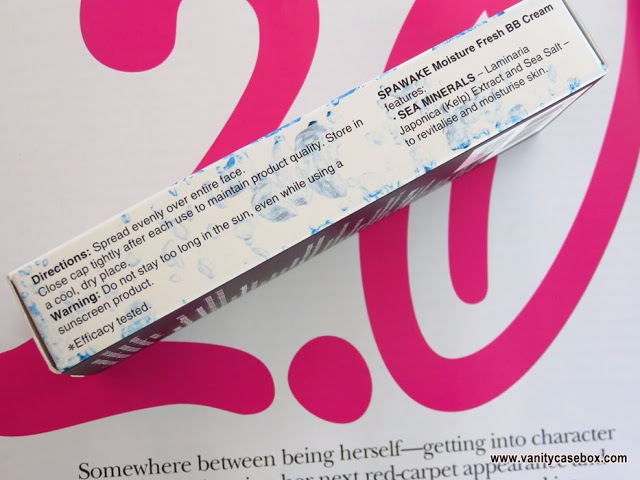 2.0
SPAWAKE Moisture Fresh BB Cream
features:
• SEA MINERALS – Laminaria
Japonica (Kelp) Extract and Sea Salt –
to revitalise and moisturise skin.
Directions: Spread evenly over entire face.
Close cap tightly after each use to maintain product quality. Store in
a cool, dry place.
Warning: Do not stay too long in the sun, even while using a
sunscreen product.
*Efficacy tested.
Somewhere between being herself—getting into character
her next red-carpet appearance and
www.vanitycasebox.com